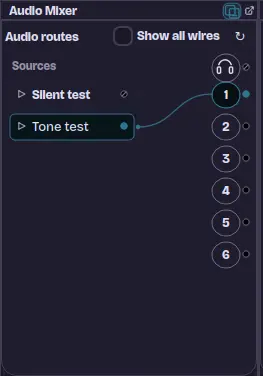 Audio Mixer
Audio routes Show all wires
Sources
Silent test
1
Tone test
2
3
4
5
6